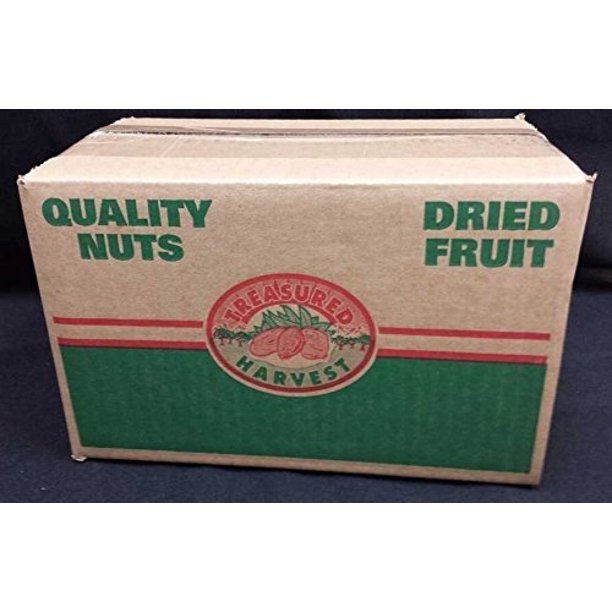 QUALITY
NUTS
DRIED
FRUIT
TREASURED
HARVEST